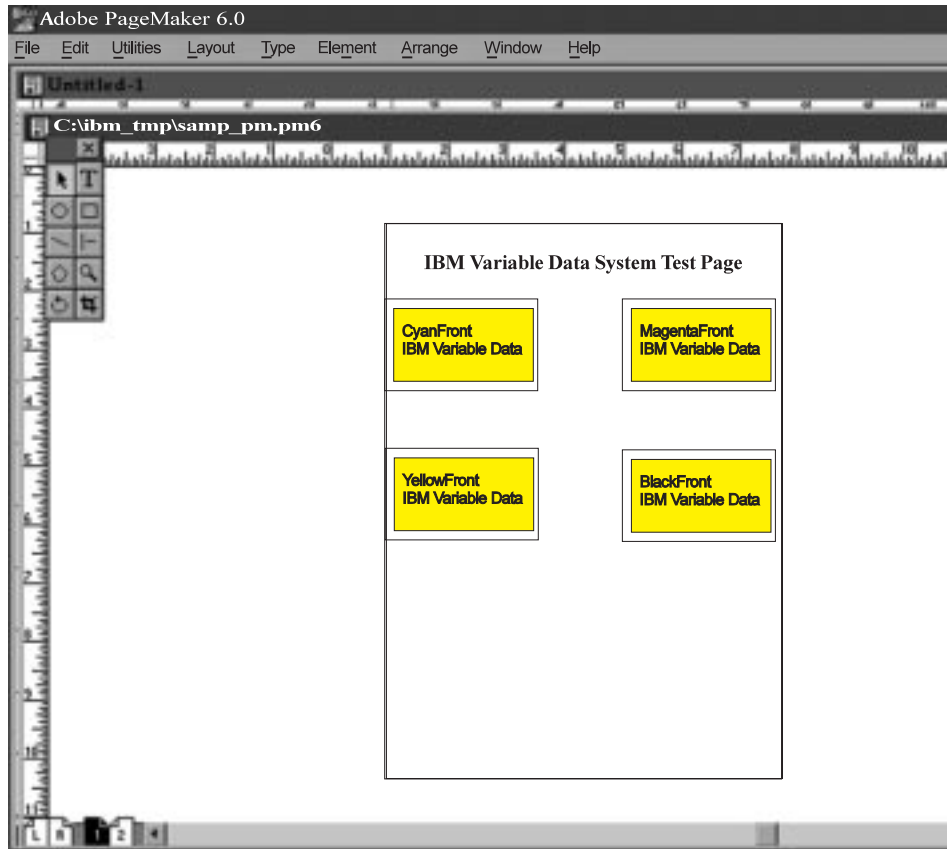 Adobe PageMaker 6.0
File Edit Utilities Layout Type Element Arrange Window Help
Untitled-1
C:\ibm_tmp\samp_pm.pm6
T
IBM Variable Data System Test Page
CyanFront
IBM Variable Data
MagentaFront
IBM Variable Data
YellowFront
IBM Variable Data
BlackFront
IBM Variable Data
L R 1 2